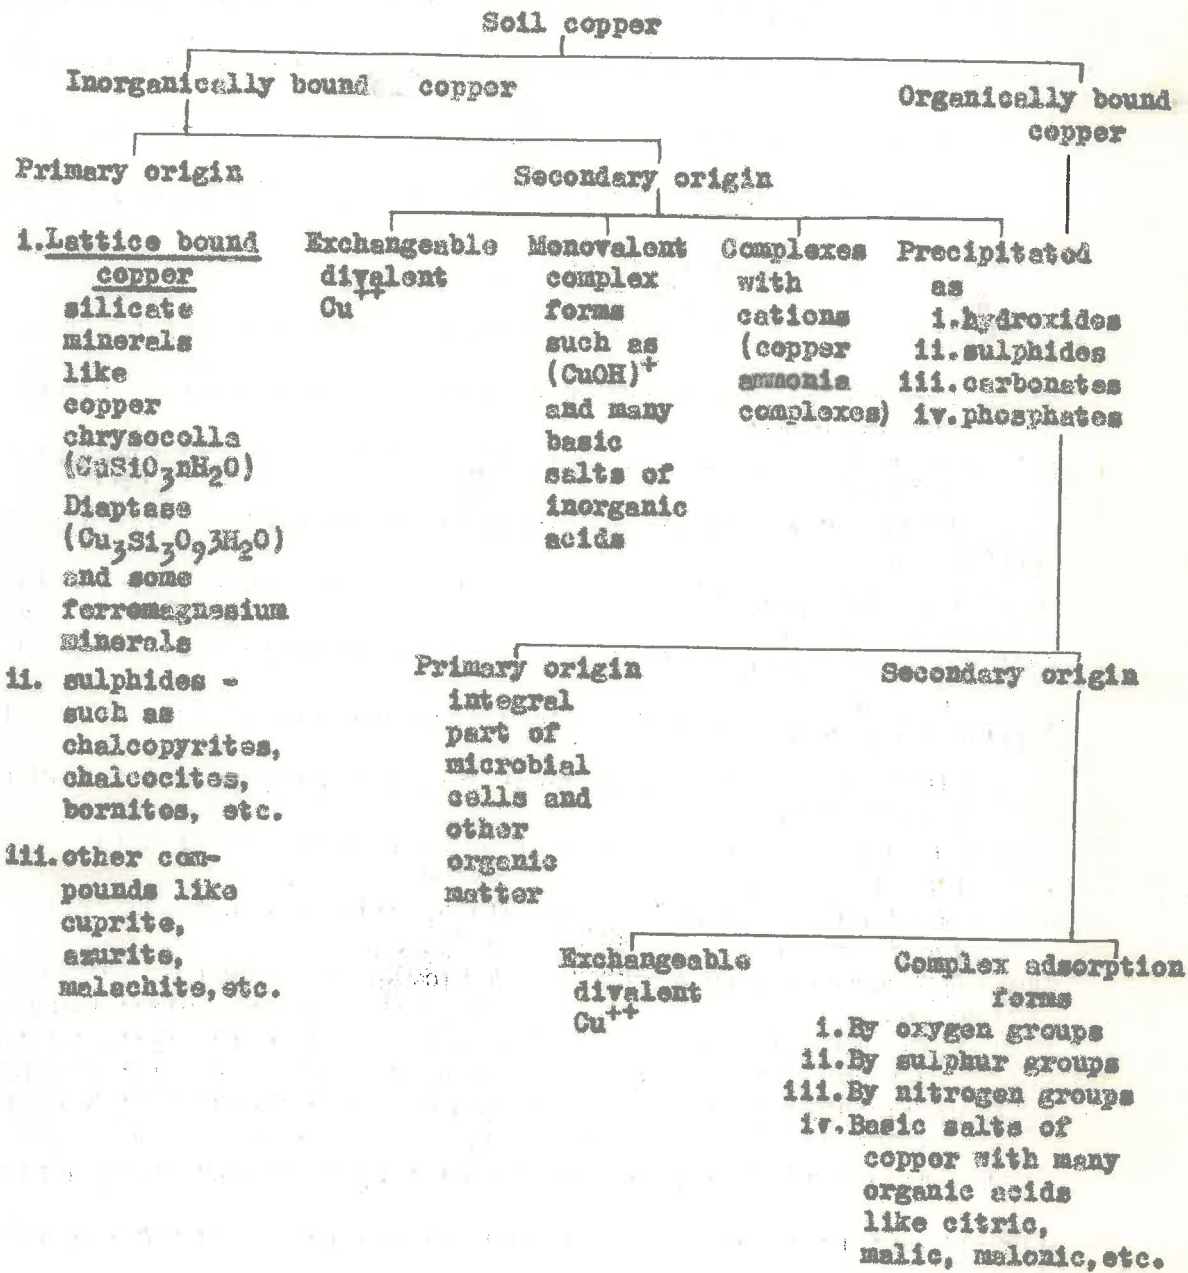 Soil copper
Inorganically bound copper
Organically bound
copper
Primary origin
Secondary origin
i.Lattice bound
copper
silicate
minerals
like
copper
chrysocolla
(CuSiO3nH2O)
Diaptase
(Cu3Si3O93H2O)
and some
ferromagnesium
minerals
ii. sulphides -
such as
chalcopyrites,
chalcocites,
bornites, etc.
iii.other com-
pounds like
cuprite,
azurite,
malachite,etc.
Exchangeable
divalent
Cu++
Monovalent
complex
forms
such as
(CuOH)+
and many
basic
salts of
inorganic
acids
Complexes
with
cations
(copper
ammonia
complexes)
Precipitated
as
i.hydroxides
ii.sulphides
iii.carbonates
iv.phosphates
Primary origin
integral
part of
microbial
cells and
other
organic
matter
Secondary origin
Exchangeable
divalent
Cu++
Complex adsorption
forms
i.By oxygen groups
ii.By sulphur groups
iii.By nitrogen groups
iv.Basic salts of
copper with many
organic acids
like citric,
malic, malonic,etc.